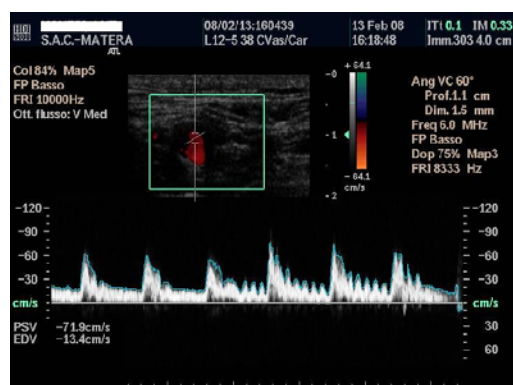 08/02/13:160439
13 Feb 08
ITt 0.1 IM 0.33
S.A.C.-MATERA
L12-5 38 CVas/Car
16:18:48
Imm.303 4.0 cm
ATL
Col 84% Map5
FP Basso
FRI 10000Hz
Ott. flusso: V Med
+ 64.1
- 64.1
cm/s
0
1
2
Ang VC 60°
Prof.1.1 cm
Dim. 1.5 mm
Freq 6.0 MHz
FP Basso
Dop 75% Map3
FRI 8333 Hz
-120-
-90
-60
-30
cm/s
PSV -71.9cm/s
EDV -13.4cm/s
-120
-90
-60
-30
cm/s
30
60